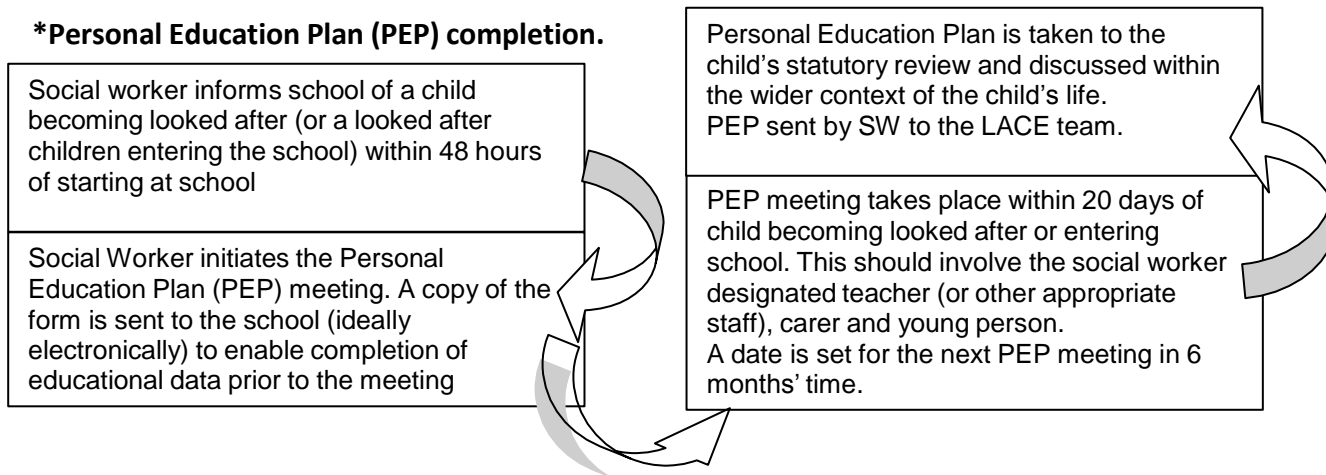 *Personal Education Plan (PEP) completion.
Social worker informs school of a child
becoming looked after (or a looked after
children entering the school) within 48 hours
of starting at school
Social Worker initiates the Personal
Education Plan (PEP) meeting. A copy of the
form is sent to the school (ideally
electronically) to enable completion of
educational data prior to the meeting
PEP meeting takes place within 20 days of
child becoming looked after or entering
school. This should involve the social worker
designated teacher (or other appropriate
staff), carer and young person.
A date is set for the next PEP meeting in 6
months’ time.
Personal Education Plan is taken to the
child’s statutory review and discussed within
the wider context of the child’s life.
PEP sent by SW to the LACE team.